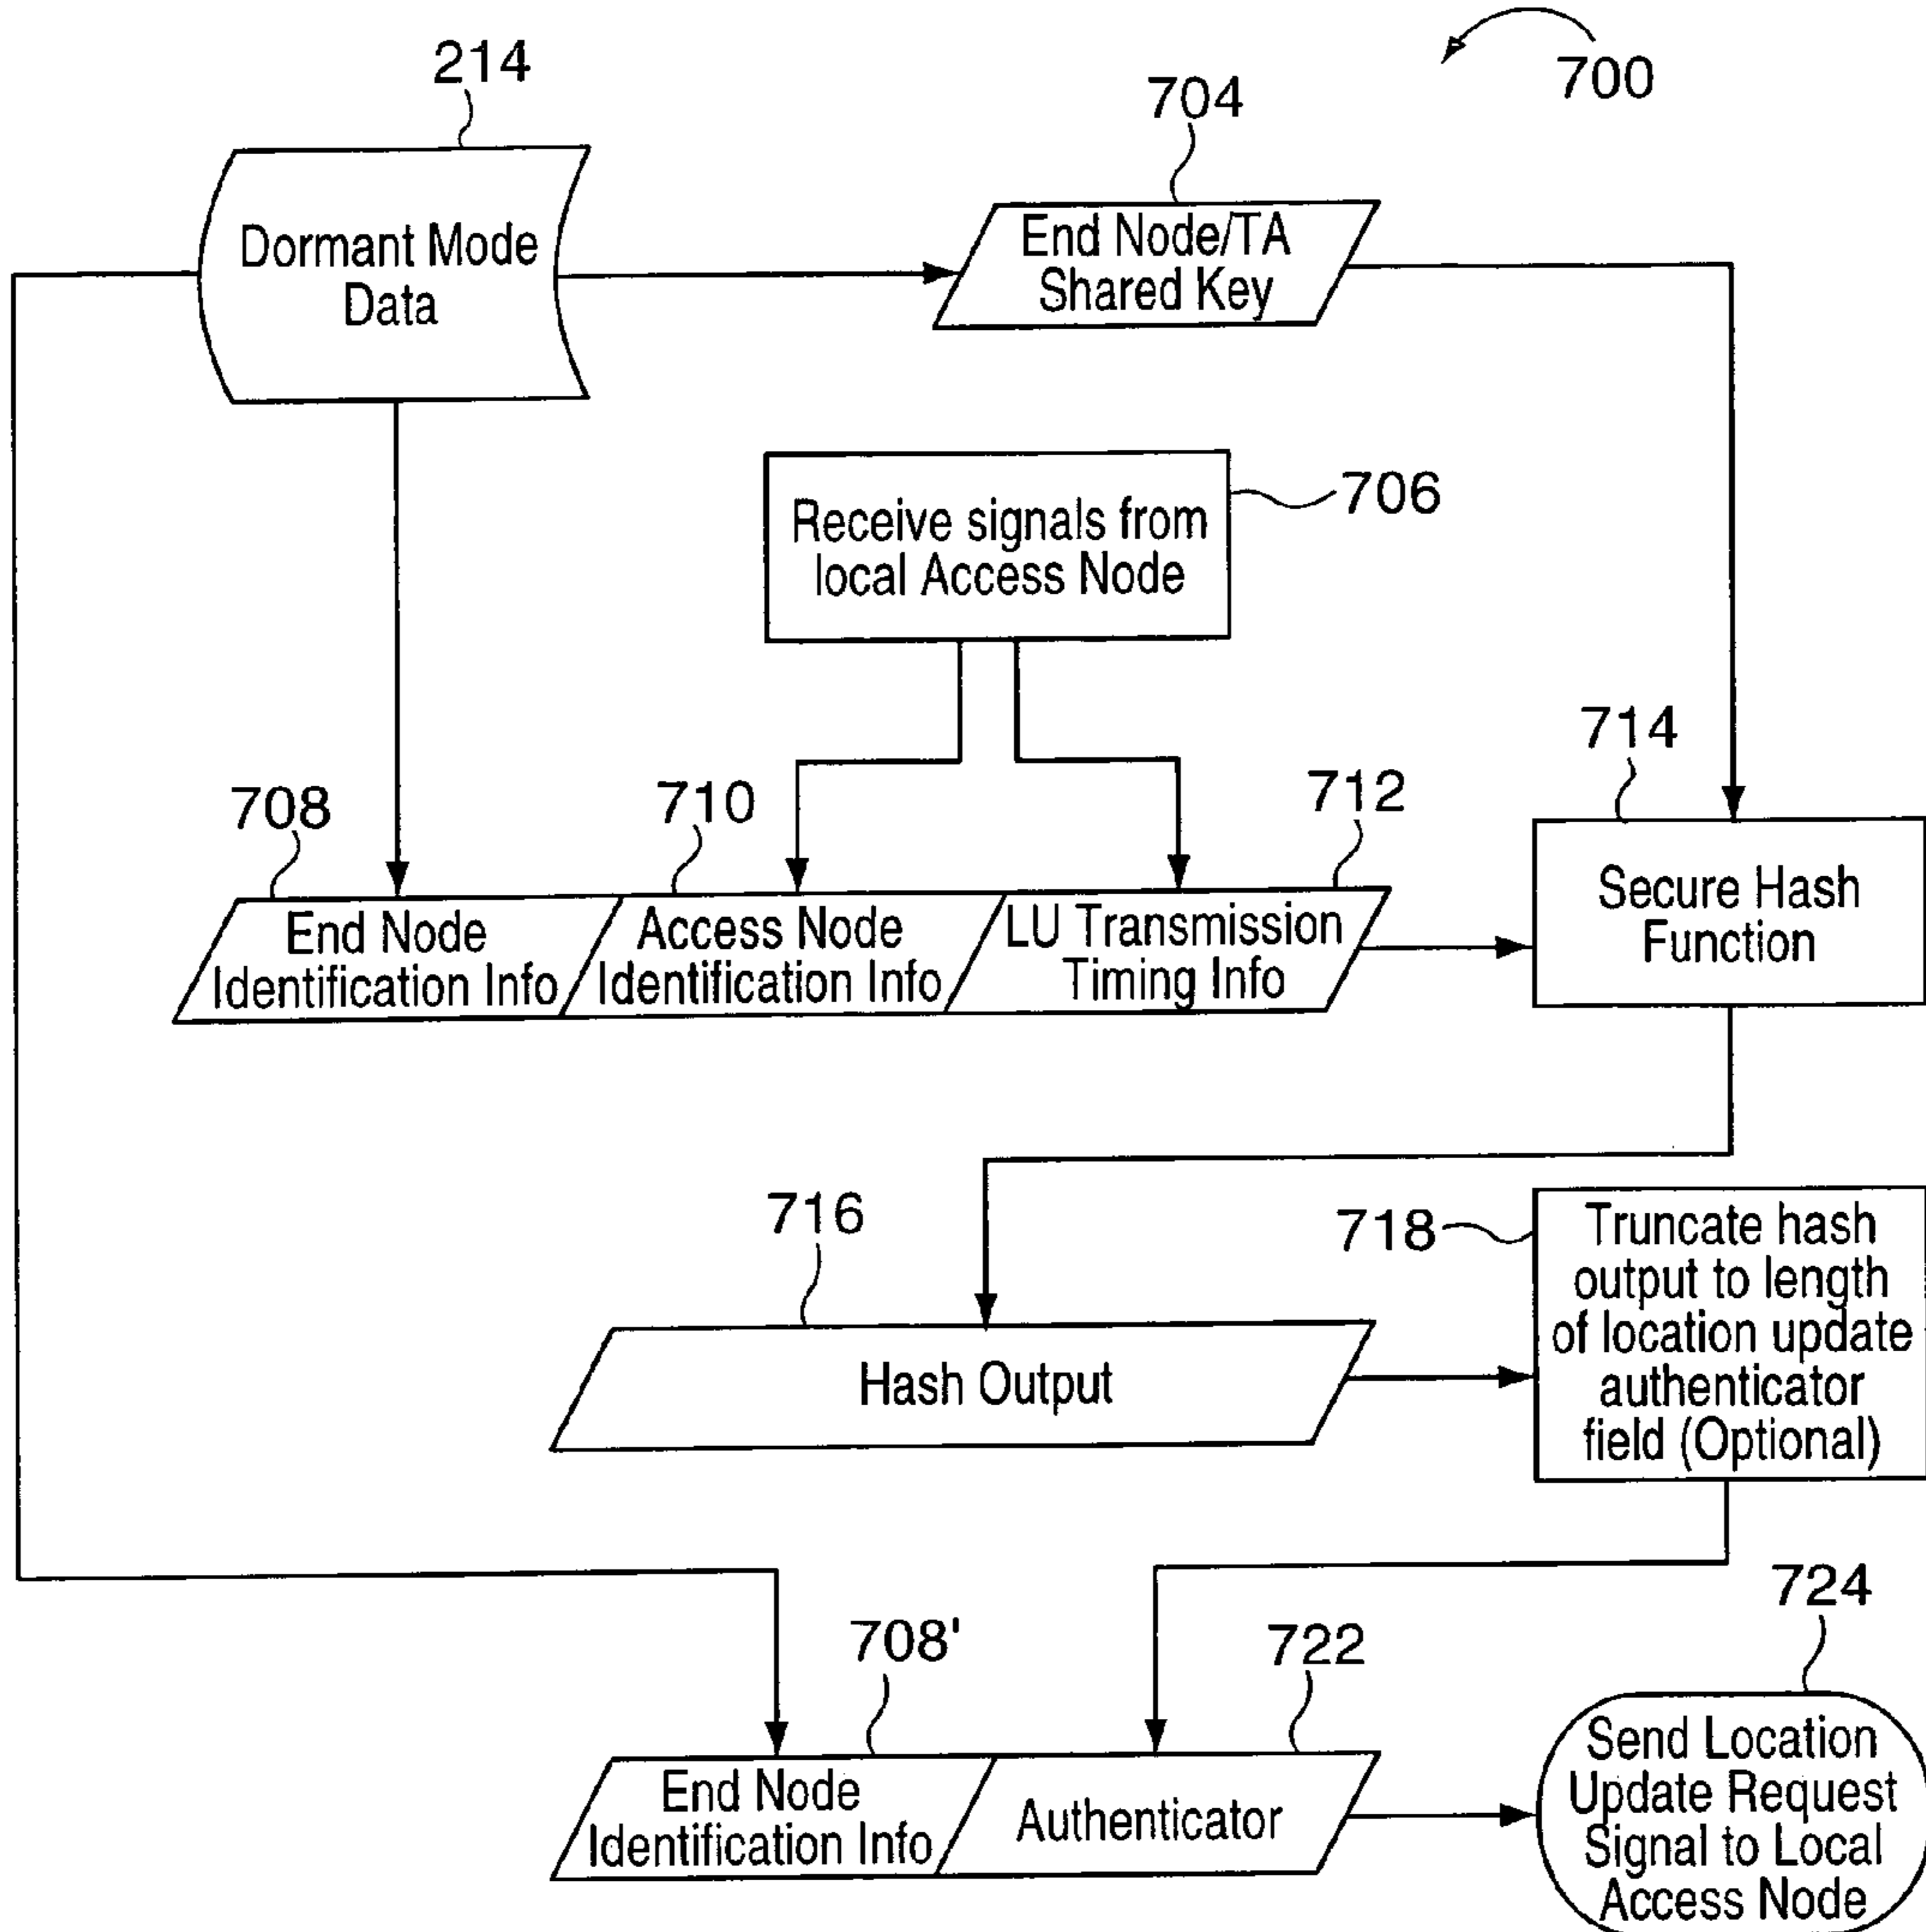 700
214
704
Dormant Mode
Data
End Node/TA
Shared Key
706
Receive signals from
local Access Node
714
708
710
712
End Node
Identification Info
Access Node
Identification Info
LU Transmission
Timing Info
Secure Hash
Function
716
718
Hash Output
Truncate hash
output to length
of location update
authenticator
field (Optional)
708'
722
724
End Node
Identification Info
Authenticator
Send Location
Update Request
Signal to Local
Access Node